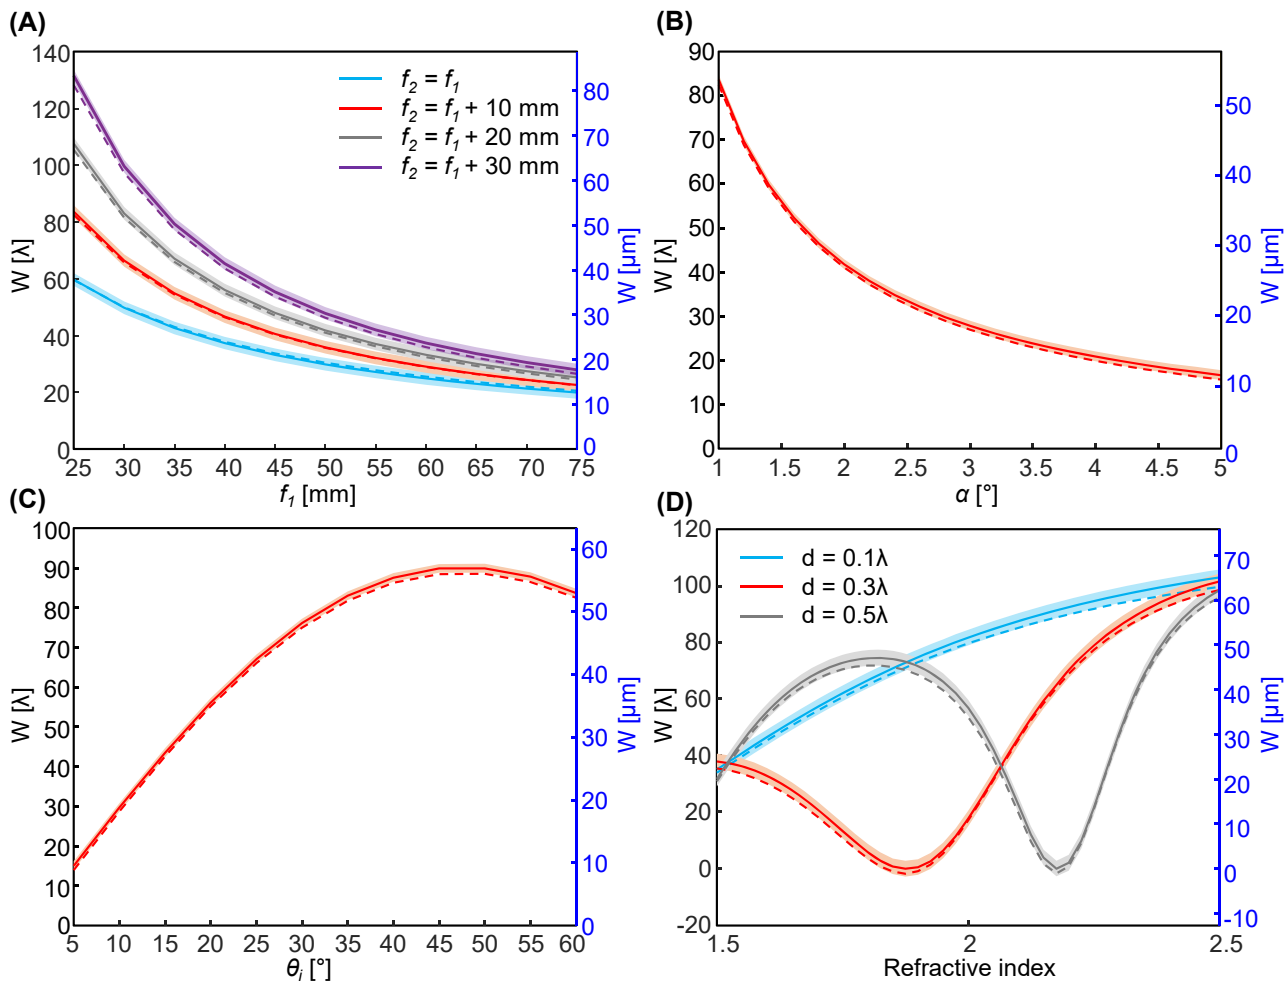 (A)
140
120
100
80
60
40
20
0
W [λ]
25 30 35 40 45 50 55 60 65 70 75
f1 [mm]
80
70
60
50
40
30
20
10
0
W [µm]
f2 = f1
f2 = f1 + 10 mm
f2 = f1 + 20 mm
f2 = f1 + 30 mm
(B)
90
80
70
60
50
40
30
20
10
0
W [λ]
1 1.5 2 2.5 3 3.5 4 4.5 5
α [°]
50
40
30
20
10
0
W [µm]
(C)
100
90
80
70
60
50
40
30
20
10
0
W [λ]
5 10 15 20 25 30 35 40 45 50 55 60
θi [°]
60
50
40
30
20
10
0
W [µm]
(D)
120
100
80
60
40
20
0
-20
W [λ]
1.5 2 2.5
Refractive index
70
60
50
40
30
20
10
0
-10
W [µm]
d = 0.1λ
d = 0.3λ
d = 0.5λ